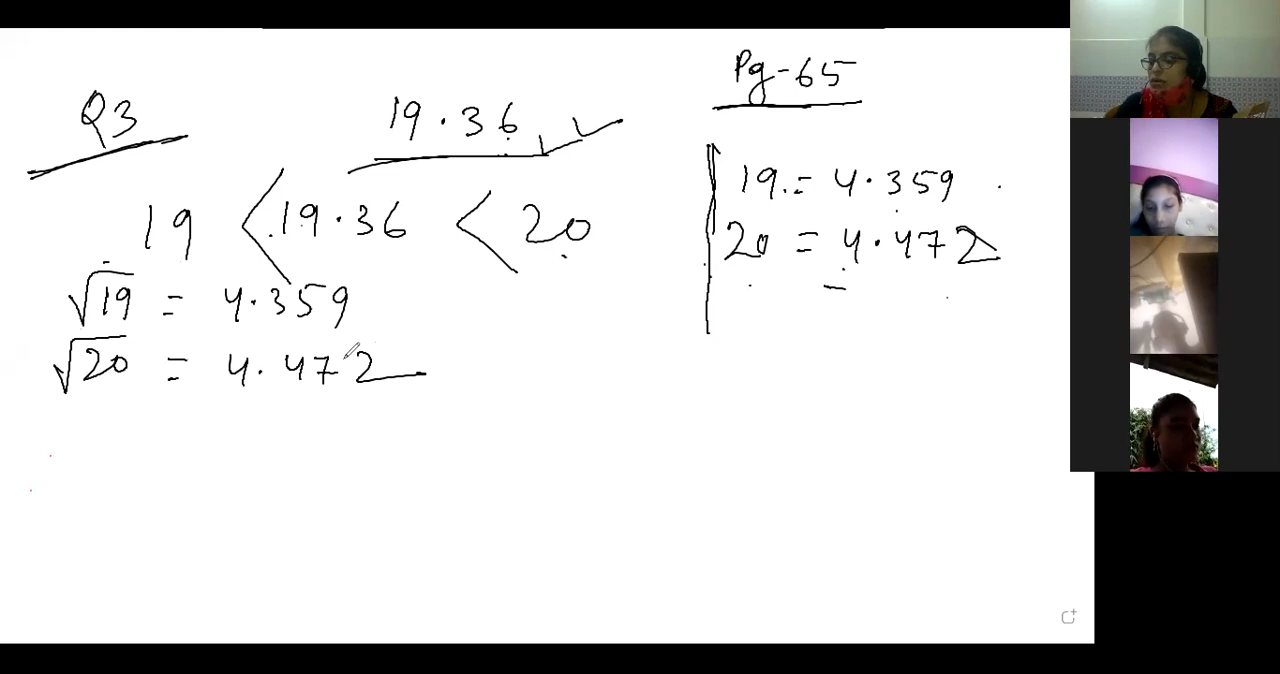 Pg-65
Q3
19.36
19 < 19.36 < 20
√19 = 4.359
√20 = 4.472
19 = 4.359
20 = 4.472